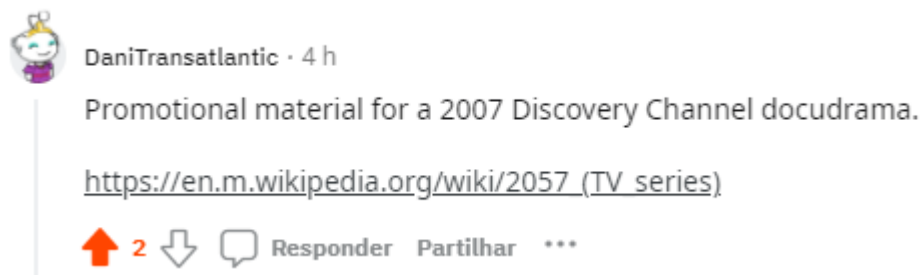 DaniTransatlantic · 4 h
Promotional material for a 2007 Discovery Channel docudrama.
https://en.m.wikipedia.org/wiki/2057_(TV_series)
2 Responder Partilhar ···